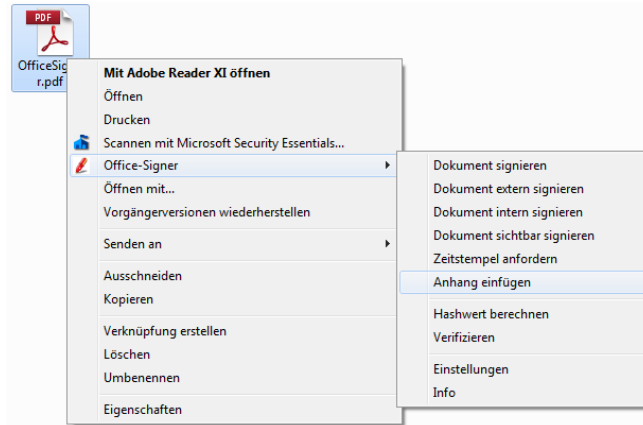 PDF
OfficeSig
r.pdf
Mit Adobe Reader XI öffnen
Öffnen
Drucken
Scannen mit Microsoft Security Essentials...
Office-Signer
Öffnen mit...
Vorgängerversionen wiederherstellen
Senden an
Ausschneiden
Kopieren
Verknüpfung erstellen
Löschen
Umbenennen
Eigenschaften
Dokument signieren
Dokument extern signieren
Dokument intern signieren
Dokument sichtbar signieren
Zeitstempel anfordern
Anhang einfügen
Hashwert berechnen
Verifizieren
Einstellungen
Info